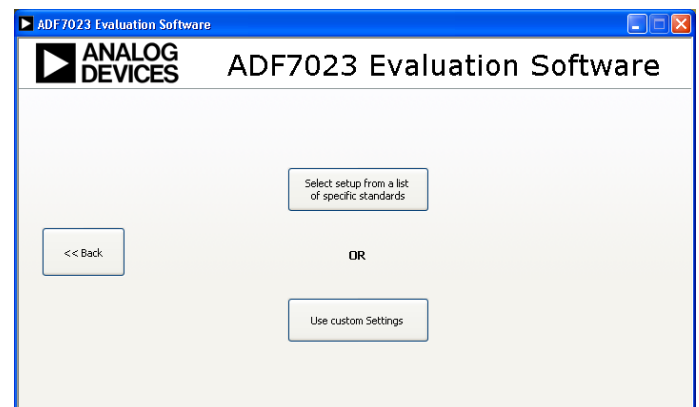 ADF7023 Evaluation Software
ANALOG
DEVICES
ADF7023 Evaluation Software
Select setup from a list
of specific standards
<< Back
OR
Use custom Settings